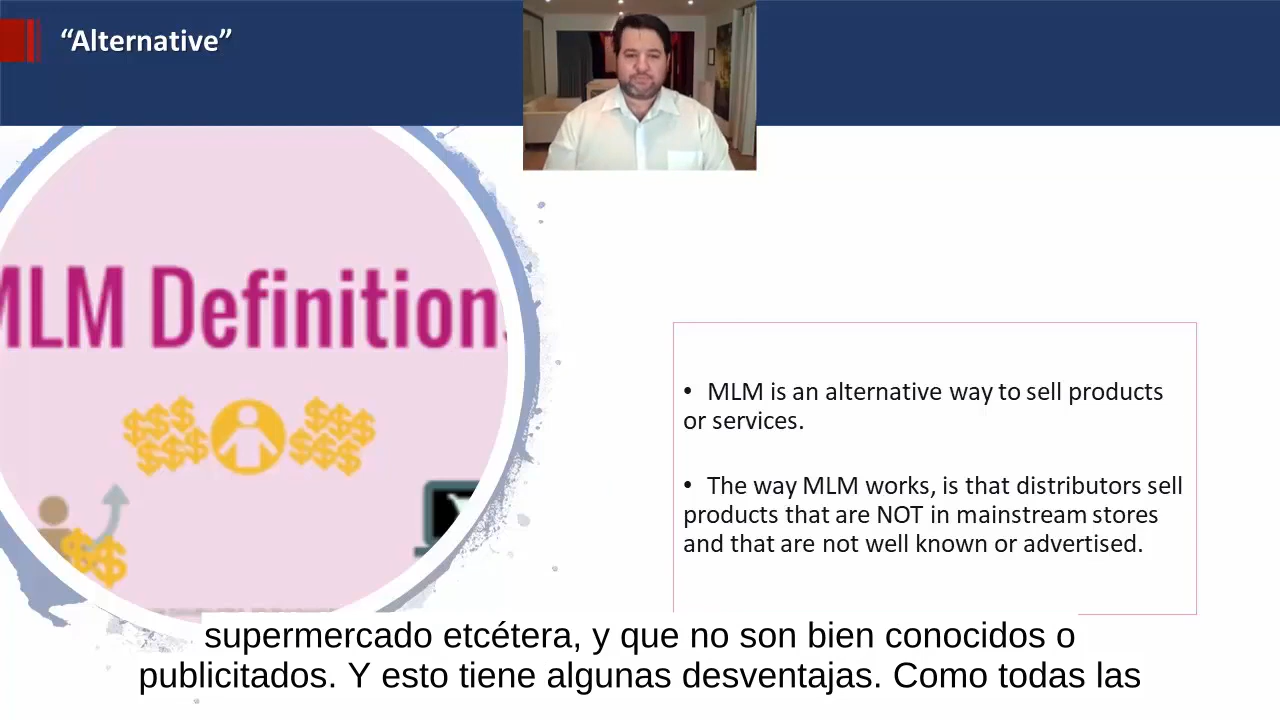 “Alternative”
MLM Definitions
• MLM is an alternative way to sell products
or services.
• The way MLM works, is that distributors sell
products that are NOT in mainstream stores
and that are not well known or advertised.
supermercado etcétera, y que no son bien conocidos o
publicitados. Y esto tiene algunas desventajas. Como todas las